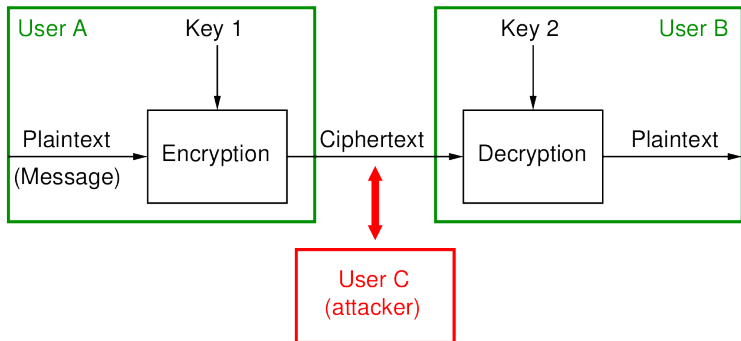 User A
Key 1
Key 2
User B
Plaintext
(Message)
Encryption
Ciphertext
Decryption
Plaintext
User C
(attacker)